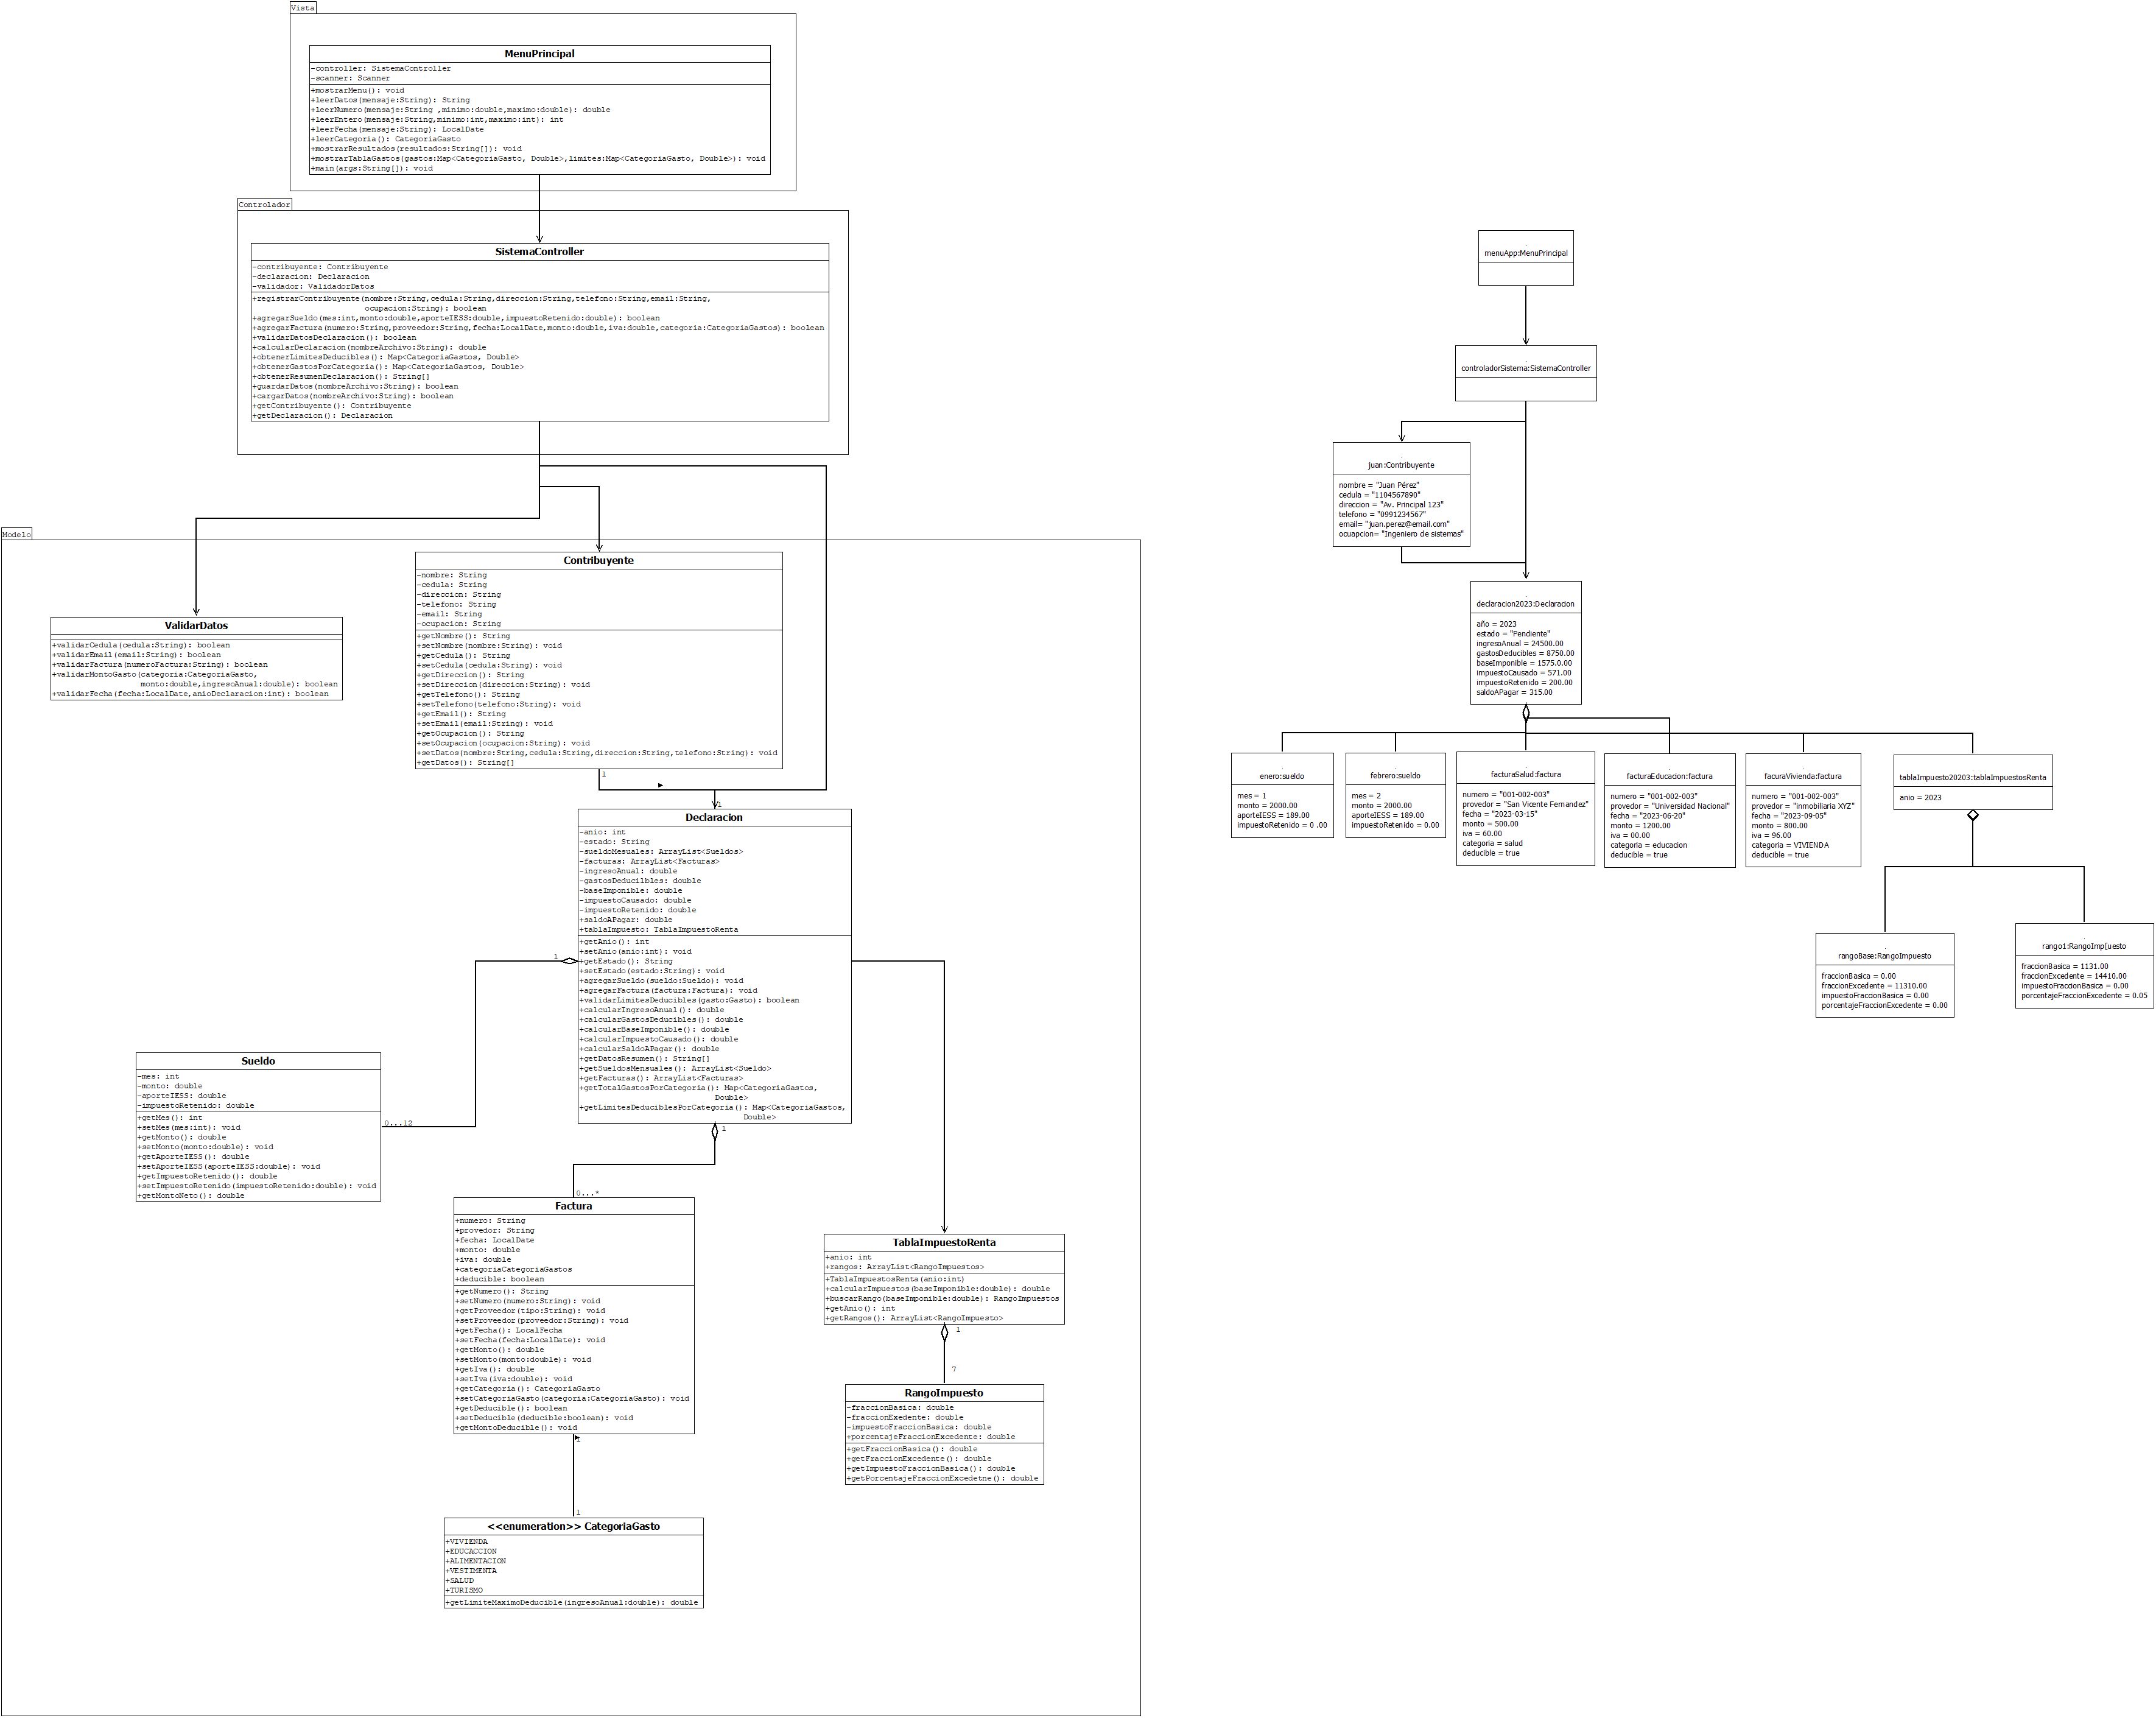 Vista
MenuPrincipal
-controller: SistemaController
-scanner: Scanner
+mostrarMenu(): void
+leerDatos(mensaje:String): String
+leerNumero(mensaje:String ,minimo:double,maximo:double): double
+leerEntero(mensaje:String,minimo:int,maximo:int): int
+leerFecha(mensaje:String): LocalDate
+leerCategoria(): CategoriaGasto
+mostrarResultados(resultados:String[]): void
+mostrarTablaGastos(gastos:Map<CategoriaGasto, Double>,limites:Map<CategoriaGasto, Double>): void
+main(args:String[]): void
Controlador
SistemaController
-contribuyente: Contribuyente
-declaracion: Declaracion
-validador: ValidadorDatos
+registrarContribuyente(nombre:String,cedula:String,direccion:String,telefono:String,email:String,
ocupacion:String): boolean
+agregarSueldo(mes:int,monto:double,aporteIESS:double,impuestoRetenido:double): boolean
+agregarFactura(numero:String,proveedor:String,fecha:LocalDate,monto:double,iva:double,categoria:CategoriaGastos): boolean
+validarDatosDeclaracion(): boolean
+calcularDeclaracion(nombreArchivo:String): double
+obtenerLimitesDeducibles(): Map<CategoriaGastos, Double>
+obtenerGastosPorCategoria(): Map<CategoriaGastos, Double>
+obtenerResumenDeclaracion(): String[]
+guardarDatos(nombreArchivo:String): boolean
+cargarDatos(nombreArchivo:String): boolean
+getContribuyente(): Contribuyente
+getDeclaracion(): Declaracion
Modelo
ValidarDatos
+validarCedula(cedula:String): boolean
+validarEmail(email:String): boolean
+validarFactura(numeroFactura:String): boolean
+validarMontoGasto(categoria:CategoriaGasto,
monto:double,ingresoAnual:double): boolean
+validarFecha(fecha:LocalDate,anioDeclaracion:int): boolean
Contribuyente
-nombre: String
-cedula: String
-direccion: String
-telefono: String
-email: String
-ocupacion: String
+getNombre(): String
+setNombre(nombre:String): void
+getCedula(): String
+setCedula(cedula:String): void
+getDireccion(): String
+setDireccion(direccion:String): void
+getTelefono(): String
+setTelefono(telefono:String): void
+getEmail(): String
+setEmail(email:String): void
+getOcupacion(): String
+setOcupacion(ocupacion:String): void
+setDatos(nombre:String,cedula:String,direccion:String,telefono:String): void
+getDatos(): String[]
1
1
Declaracion
-anio: int
-estado: String
-sueldoMesuales: ArrayList<Sueldos>
-facturas: ArrayList<Facturas>
-ingresoAnual: double
-gastosDeducilbles: double
-baseImponible: double
-impuestoCausado: double
-impuestoRetenido: double
+saldoAPagar: double
+tablaImpuesto: TablaImpuestoRenta
+getAnio(): int
+setAnio(anio:int): void
+getEstado(): String
+setEstado(estado:String): void
+agregarSueldo(sueldo:Sueldo): void
+agregarFactura(factura:Factura): void
+validarLimitesDeducibles(gasto:Gasto): boolean
+calcularIngresoAnual(): double
+calcularGastosDeducibles(): double
+calcularBaseImponible(): double
+calcularImpuestoCausado(): double
+calcularSaldoAPagar(): double
+getDatosResumen(): String[]
+getSueldosMensuales(): ArrayList<Sueldo>
+getFacturas(): ArrayList<Facturas>
+getTotalGastosPorCategoria(): Map<CategoriaGastos,
Double>
+getLimitesDeduciblesPorCategoria(): Map<CategoriaGastos,
Double>
1
0...12
1
0...*
Sueldo
-mes: int
-monto: double
-aporteIESS: double
-impuestoRetenido: double
+getMes(): int
+setMes(mes:int): void
+getMonto(): double
+setMonto(monto:double): void
+getAporteIESS(): double
+setAporteIESS(aporteIESS:double): void
+getImpuestoRetenido(): double
+setImpuestoRetenido(impuestoRetenido:double): void
+getMontoNeto(): double
Factura
+numero: String
+provedor: String
+fecha: LocalDate
+monto: double
+iva: double
+categoriaCategoriaGastos
+deducible: boolean
+getNumero(): String
+setNumero(numero:String): void
+getProveedor(tipo:String): void
+setProveedor(proveedor:String): void
+getFecha(): LocalFecha
+setFecha(fecha:LocalDate): void
+getMonto(): double
+setMonto(monto:double): void
+getIva(): double
+setIva(iva:double): void
+getCategoria(): CategoriaGasto
+setCategoriaGasto(categoria:CategoriaGasto): void
+getDeducible(): boolean
+setDeducible(deducible:boolean): void
+getMontoDeducible(): void
1
1
<<enumeration>> CategoriaGasto
+VIVIENDA
+EDUCACCION
+ALIMENTACION
+VESTIMENTA
+SALUD
+TURISMO
+getLimiteMaximoDeducible(ingresoAnual:double): double
TablaImpuestoRenta
+anio: int
+rangos: ArrayList<RangoImpuestos>
+TablaImpuestosRenta(anio:int)
+calcularImpuestos(baseImponible:double): double
+buscarRango(baseImponible:double): RangoImpuestos
+getAnio(): int
+getRangos(): ArrayList<RangoImpuesto>
1
7
RangoImpuesto
-fraccionBasica: double
-fraccionExedente: double
-impuestoFraccionBasica: double
+porcentajeFraccionExcedente: double
+getFraccionBasica(): double
+getFraccionExcedente(): double
+getImpuestoFraccionBasica(): double
+getPorcentajeFraccionExcedetne(): double
menuApp:MenuPrincipal
controladorSistema:SistemaController
juan:Contribuyente
nombre = "Juan Pérez"
cedula = "1104567890"
direccion = "Av. Principal 123"
telefono = "0991234567"
email= "juan.perez@email.com"
ocuapcion= "Ingeniero de sistemas"
declaracion2023:Declaracion
año = 2023
estado = "Pendiente"
ingresoAnual = 24500.00
gastosDeducibles = 8750.00
baseImponible = 1575.0.00
impuestoCausado = 571.00
impuestoRetenido = 200.00
saldoAPagar = 315.00
enero:sueldo
mes = 1
monto = 2000.00
aporteIESS = 189.00
impuestoRetenido = 0 .00
febrero:sueldo
mes = 2
monto = 2000.00
aporteIESS = 189.00
impuestoRetenido = 0.00
facturaSalud:factura
numero = "001-002-003"
provedor = "San Vicente Fernandez"
fecha = "2023-03-15"
monto = 500.00
iva = 60.00
categoria = salud
deducible = true
facturaEducacion:factura
numero = "001-002-003"
provedor = "Universidad Nacional"
fecha = "2023-06-20"
monto = 1200.00
iva = 00.00
categoria = educacion
deducible = true
facuraVivienda:factura
numero = "001-002-003"
provedor = "inmobiliaria XYZ"
fecha = "2023-09-05"
monto = 800.00
iva = 96.00
categoria = VIVIENDA
deducible = true
tablaImpuesto20203:tablaImpuestosRenta
anio = 2023
rangoBase:RangoImpuesto
fraccionBasica = 0.00
fraccionExcedente = 11310.00
impuestoFraccionBasica = 0.00
porcentajeFraccionExcedente = 0.00
rango1:RangoImp[uesto
fraccionBasica = 1131.00
fraccionExcedente = 14410.00
impuestoFraccionBasica = 0.00
porcentajeFraccionExcedente = 0.05